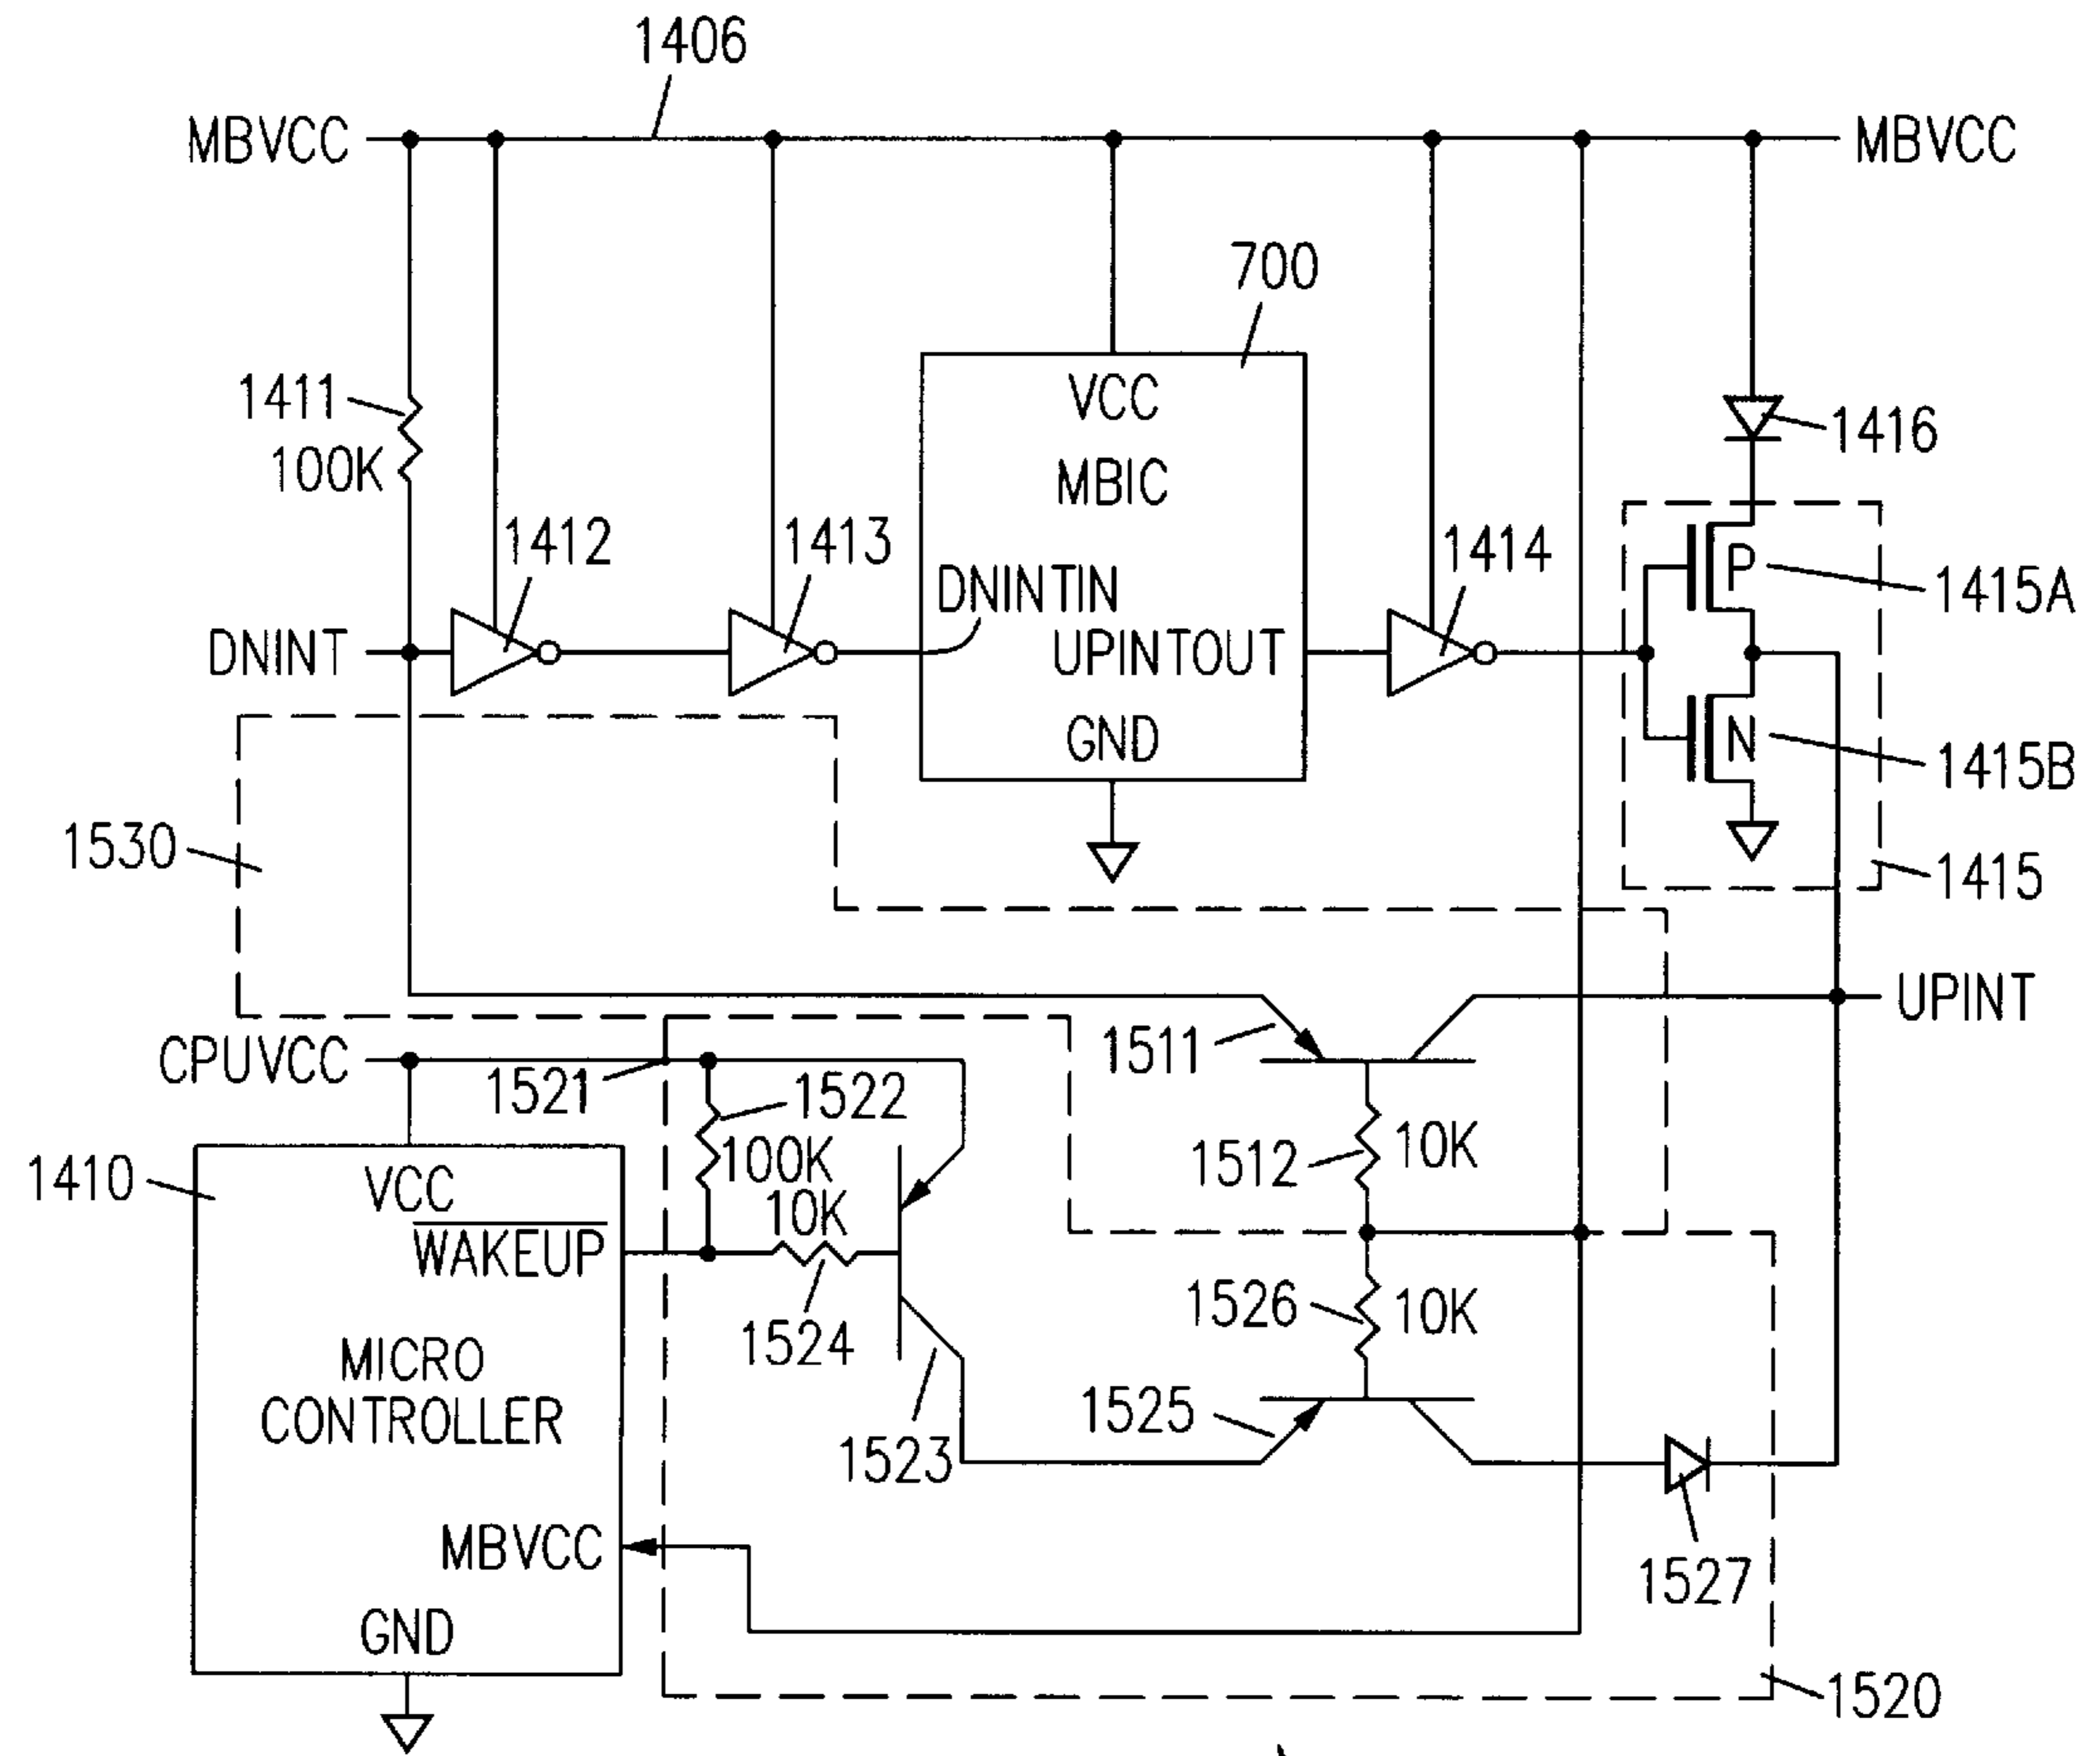 1406
MBVCC
MBVCC
700
1411
100K
VCC
MBIC
1416
1412
1413
DNINTIN
1414
P
1415A
DNINT
UPINTOUT
N
GND
1415B
1530
1415
UPINT
1511
CPUVCC
1521
1522
100K
1512
10K
1410
VCC
10K
WAKEUP
1526
10K
1524
MICRO
CONTROLLER
1525
1523
MBVCC
1527
GND
1520